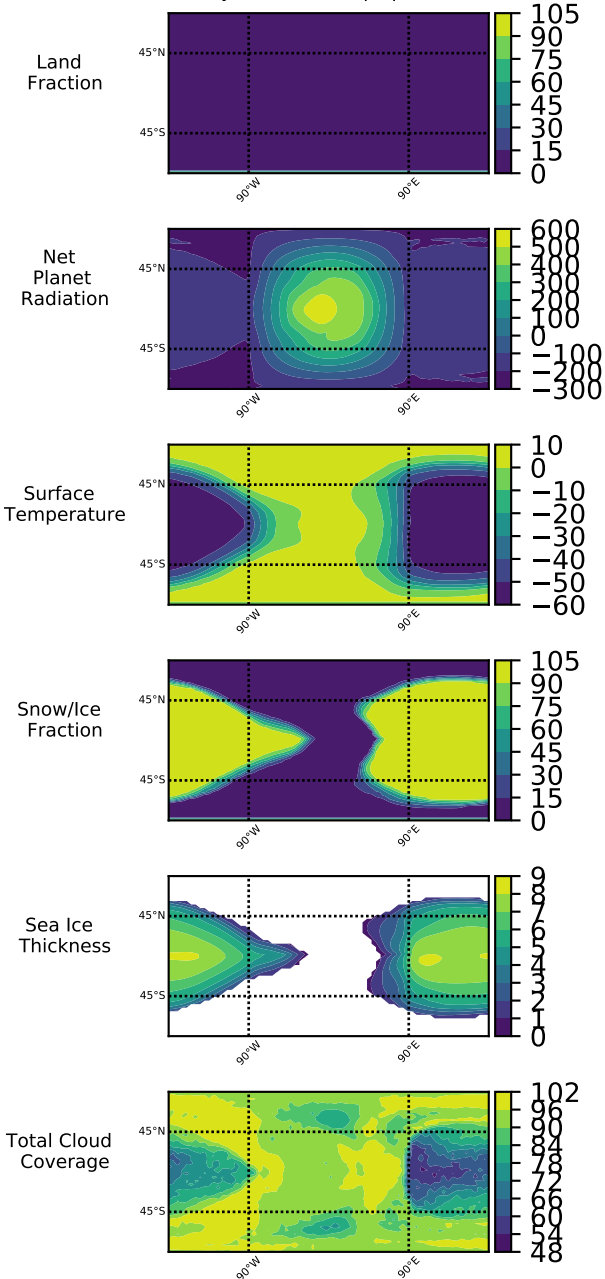 105
90
75
60
45
30
15
0
Land
Fraction
45°N
45°S
90°W
90°E
600
500
400
300
200
100
0
−100
−200
−300
Net
Planet
Radiation
45°N
45°S
90°W
90°E
10
0
−10
−20
−30
−40
−50
−60
Surface
Temperature
45°N
45°S
90°W
90°E
105
90
75
60
45
30
15
0
Snow/Ice
Fraction
45°N
45°S
90°W
90°E
9
8
7
6
5
4
3
2
1
0
Sea Ice
Thickness
45°N
45°S
90°W
90°E
102
96
90
84
78
72
66
60
54
48
Total Cloud
Coverage
45°N
45°S
90°W
90°E